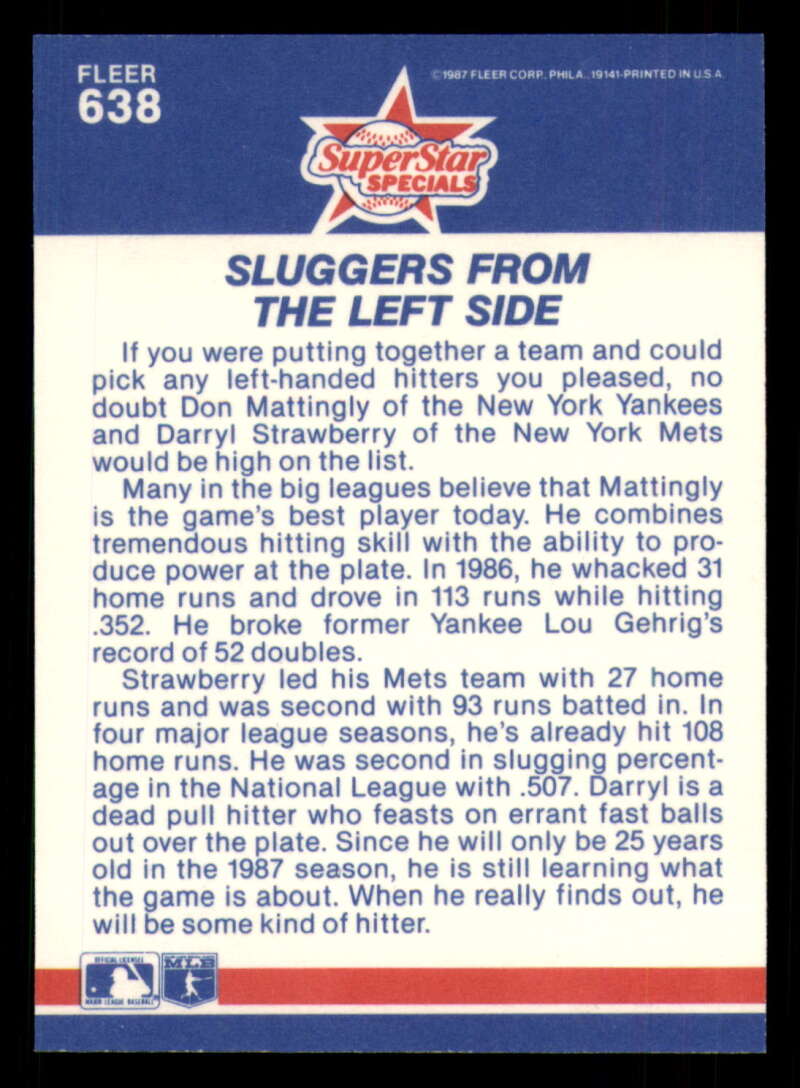 FLEER
638
©1987 FLEER CORP., PHILA., 19141-PRINTED IN U.S.A.
SuperStar
SPECIALS
SLUGGERS FROM
THE LEFT SIDE
If you were putting together a team and could
pick any left-handed hitters you pleased, no
doubt Don Mattingly of the New York Yankees
and Darryl Strawberry of the New York Mets
would be high on the list.
Many in the big leagues believe that Mattingly
is the game's best player today. He combines
tremendous hitting skill with the ability to pro-
duce power at the plate. In 1986, he whacked 31
home runs and drove in 113 runs while hitting
.352. He broke former Yankee Lou Gehrig's
record of 52 doubles.
Strawberry led his Mets team with 27 home
runs and was second with 93 runs batted in. In
four major league seasons, he's already hit 108
home runs. He was second in slugging percent-
age in the National League with .507. Darryl is a
dead pull hitter who feasts on errant fast balls
out over the plate. Since he will only be 25 years
old in the 1987 season, he is still learning what
the game is about. When he really finds out, he
will be some kind of hitter.
OFFICIAL LICENSEE
MAJOR LEAGUE BASEBALL
MLB